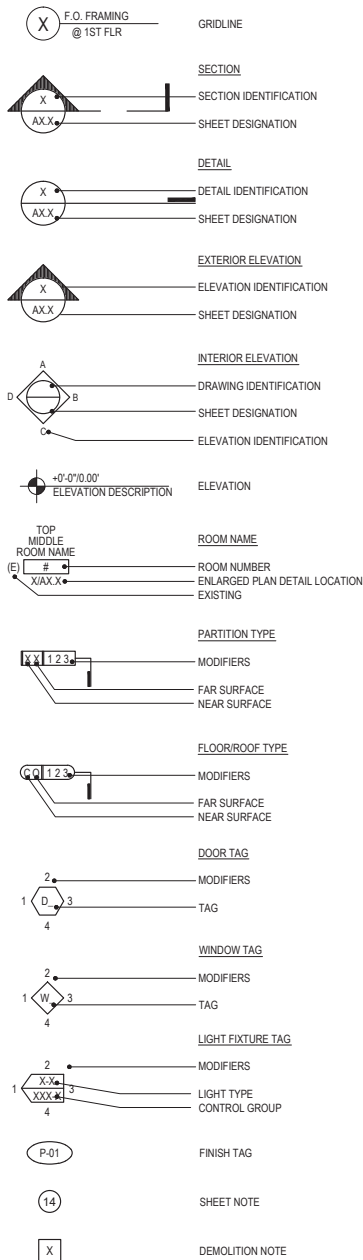 X F.O. FRAMING
@ 1ST FLR
GRIDLINE
SECTION
X SECTION IDENTIFICATION
AX.X SHEET DESIGNATION
DETAIL
X DETAIL IDENTIFICATION
AX.X SHEET DESIGNATION
EXTERIOR ELEVATION
X ELEVATION IDENTIFICATION
AX.X SHEET DESIGNATION
INTERIOR ELEVATION
A
DRAWING IDENTIFICATION
D B
SHEET DESIGNATION
C ELEVATION IDENTIFICATION
+0'-0"/0.00'
ELEVATION DESCRIPTION
ELEVATION
TOP
MIDDLE
ROOM NAME
ROOM NAME
(E) # ROOM NUMBER
X/AX.X ENLARGED PLAN DETAIL LOCATION
EXISTING
PARTITION TYPE
X X 1 2 3 MODIFIERS
FAR SURFACE
NEAR SURFACE
FLOOR/ROOF TYPE
C O 1 2 3 MODIFIERS
FAR SURFACE
NEAR SURFACE
DOOR TAG
2 MODIFIERS
1 D_ 3 TAG
4
WINDOW TAG
2 MODIFIERS
1 W_ 3 TAG
4
LIGHT FIXTURE TAG
2 MODIFIERS
1 X-X 3 LIGHT TYPE
XXX-X CONTROL GROUP
4
P-01 FINISH TAG
14 SHEET NOTE
X DEMOLITION NOTE